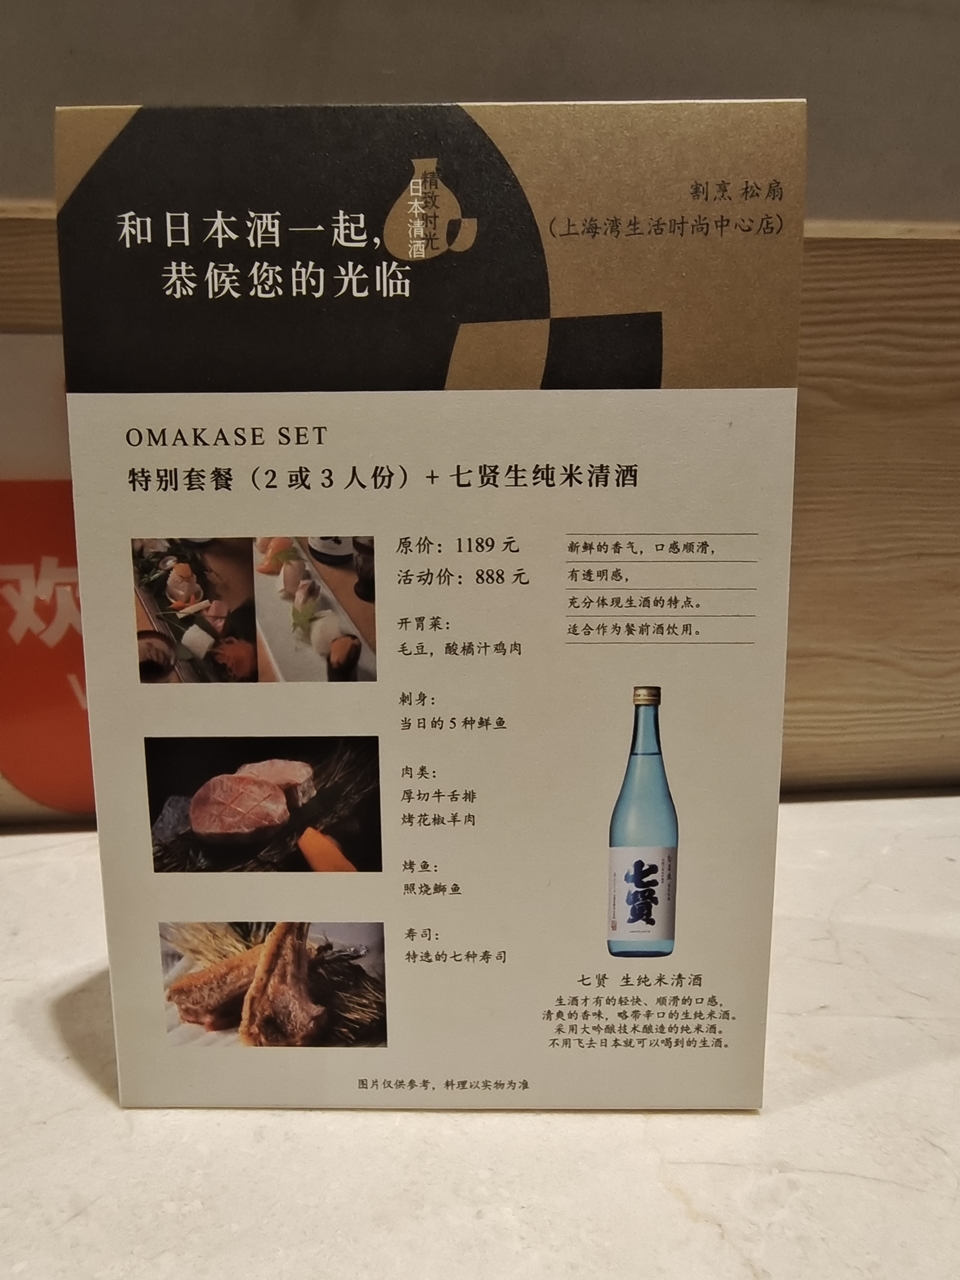 和日本酒一起,
恭候您的光临
精致时光
日本清酒
割烹 松扇
(上海湾生活时尚中心店)
OMAKASE SET
特别套餐（2 或 3 人份）+ 七贤生纯米清酒
原价：1189 元
活动价：888 元
开胃菜：
毛豆，酸橘汁鸡肉
刺身：
当日的 5 种鲜鱼
肉类：
厚切牛舌排
烤花椒羊肉
烤鱼：
照烧鰤鱼
寿司：
特选的七种寿司
新鲜的香气，口感顺滑，
有透明感，
充分体现生酒的特点。
适合作为餐前酒饮用。
七賢
七贤 生纯米清酒
生酒才有的轻快、顺滑的口感，
清爽的香味，略带辛口的生纯米酒。
采用大吟酿技术酿造的纯米酒。
不用飞去日本就可以喝到的生酒。
图片仅供参考，料理以实物为准
欢